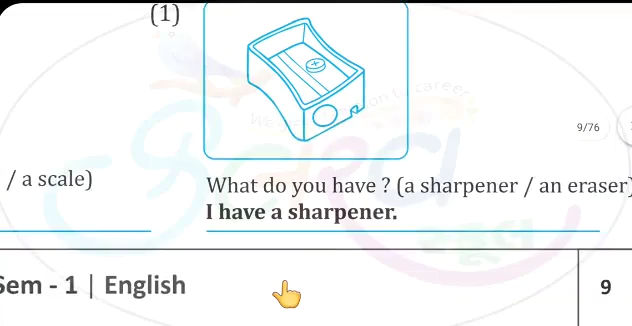 (1)
9/76
/ a scale)
What do you have ? (a sharpener / an eraser)
I have a sharpener.
Sem - 1 | English
9